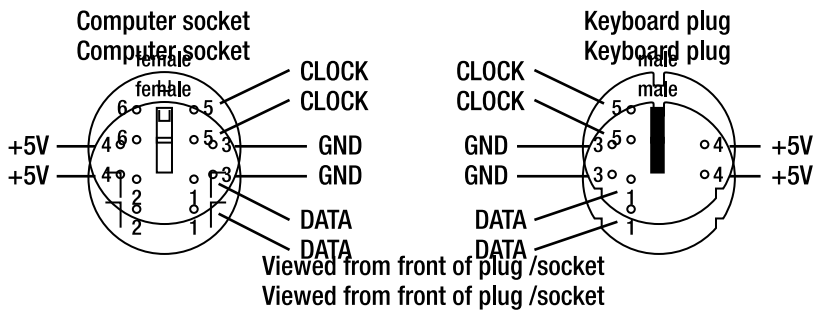 Computer socket Keyboard plug
Computer socket Keyboard plug
female male
female male
CLOCK CLOCK
6 5 5
CLOCK CLOCK
6 5 5
+5V 4 3 GND GND 3 4 +5V
+5V 4 3 GND GND 3 4 +5V
2 1 1
DATA DATA
2 1 1
DATA DATA
Viewed from front of plug /socket
Viewed from front of plug /socket